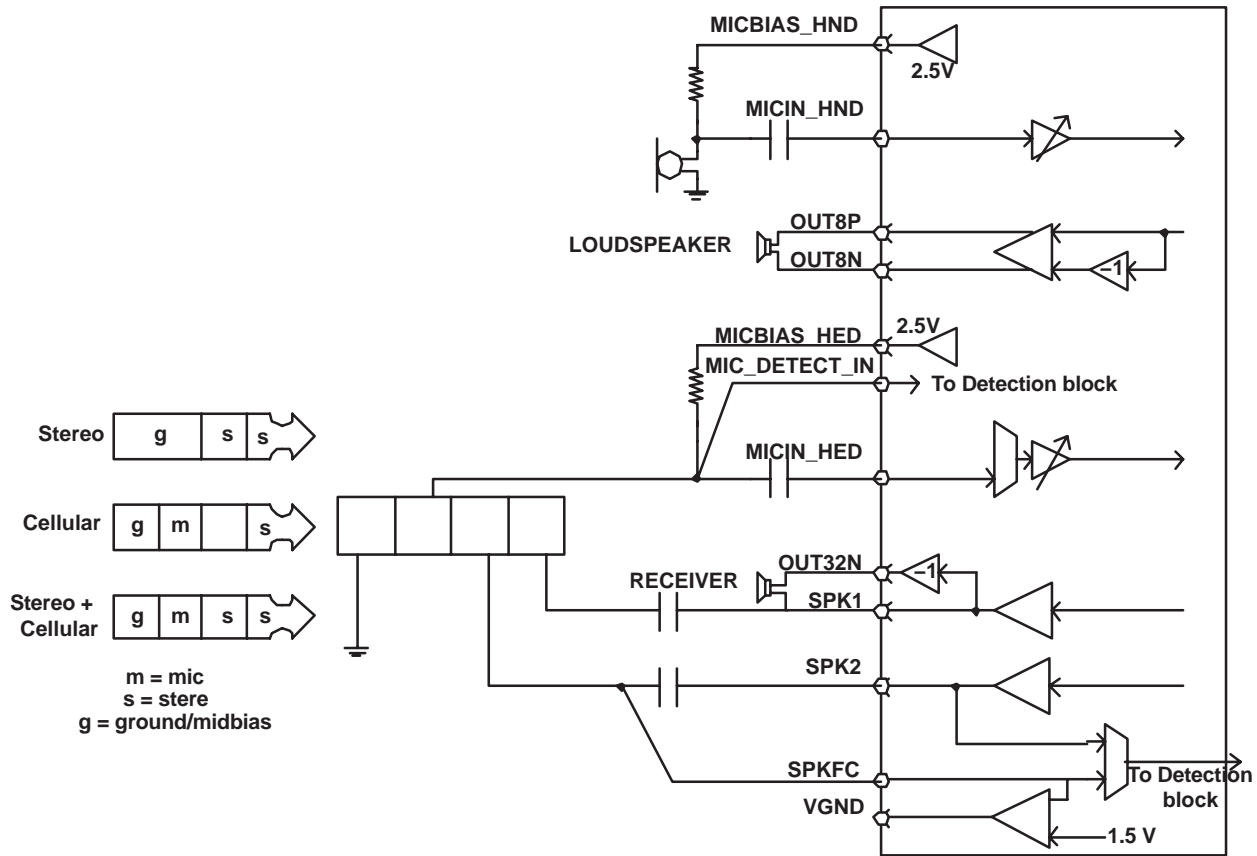 MICBIAS_HND
2.5V
MICIN_HND
OUT8P
LOUDSPEAKER
OUT8N
−1
MICBIAS_HED
2.5V
MIC_DETECT_IN
To Detection block
Stereo
g s s
MICIN_HED
Cellular
g m s
OUT32N
−1
RECEIVER
SPK1
Stereo +
Cellular
g m s s
SPK2
m = mic
s = stere
g = ground/midbias
SPKFC
To Detection
block
VGND
1.5 V